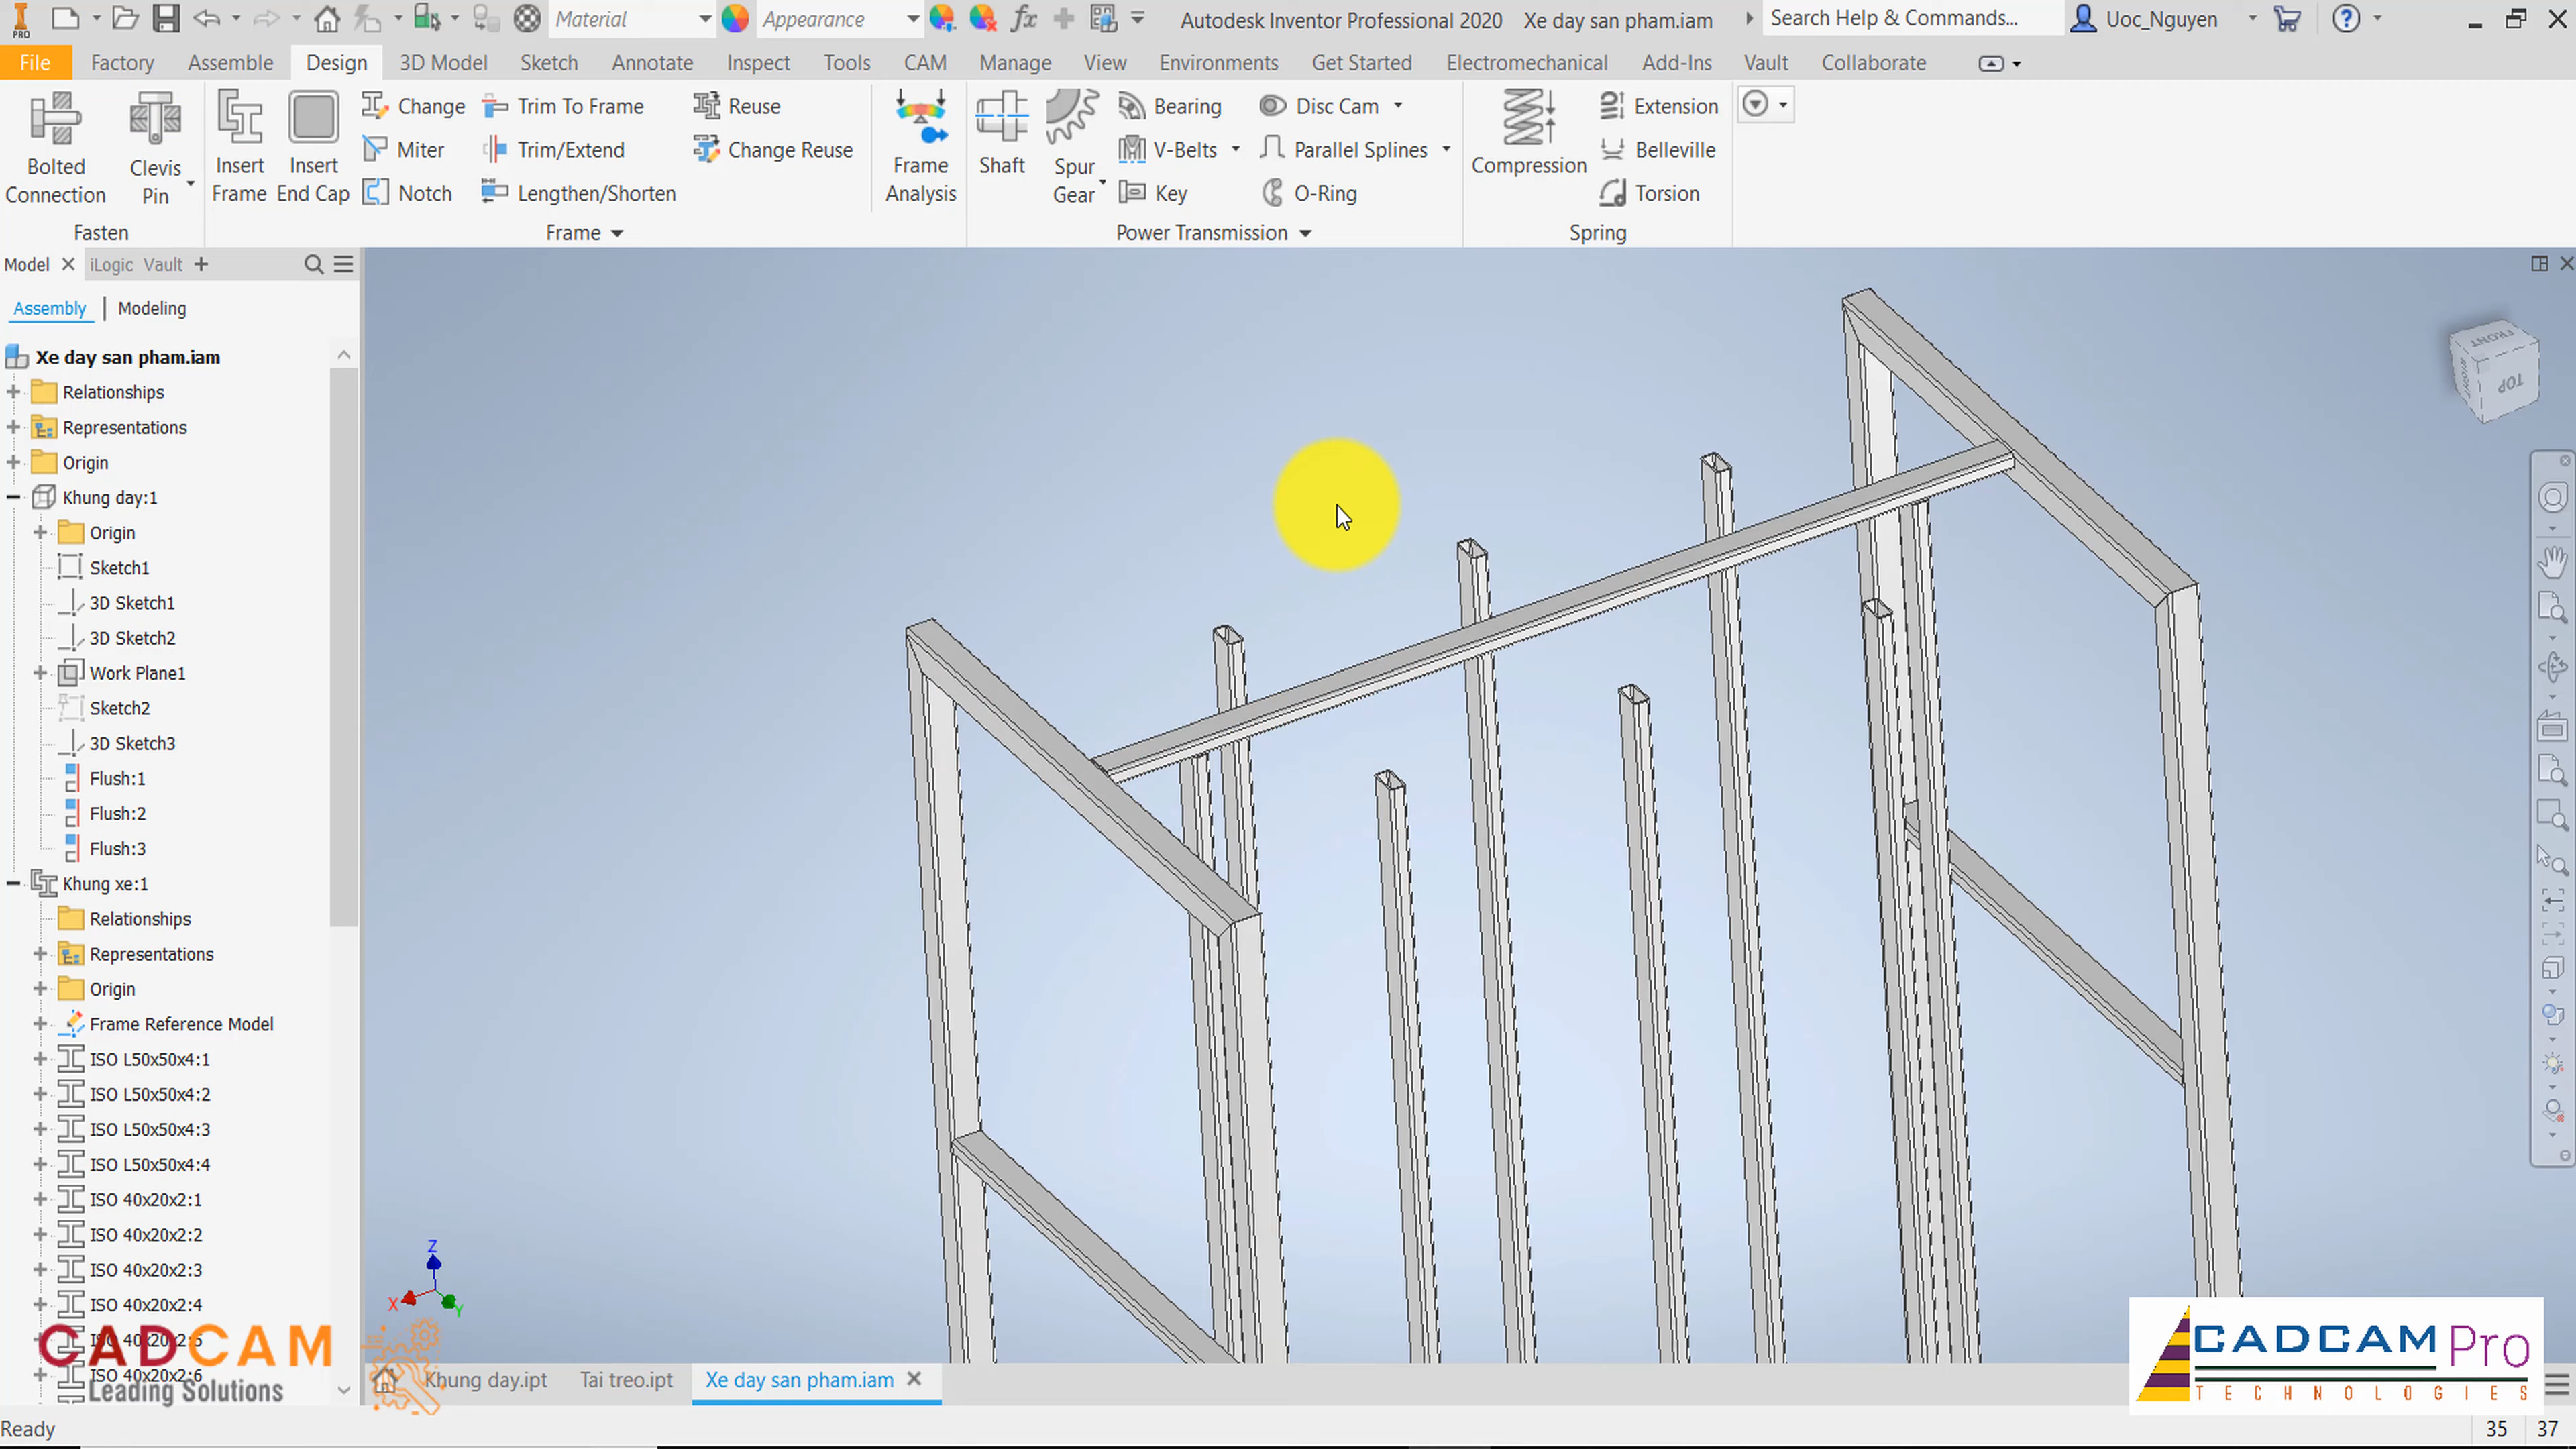 PRO
Material
Appearance
fx
Autodesk Inventor Professional 2020 Xe day san pham.iam
Search Help & Commands...
Uoc_Nguyen
File Factory Assemble Design 3D Model Sketch Annotate Inspect Tools CAM Manage View Environments Get Started Electromechanical Add-Ins Vault Collaborate
Bolted Connection
Clevis Pin
Fasten
Insert Frame
Insert End Cap
Change
Miter
Notch
Trim To Frame
Trim/Extend
Lengthen/Shorten
Reuse
Change Reuse
Frame
Frame Analysis
Shaft
Spur Gear
Bearing
V-Belts
Key
Disc Cam
Parallel Splines
O-Ring
Power Transmission
Compression
Extension
Belleville
Torsion
Spring
Model iLogic Vault
Assembly | Modeling
Xe day san pham.iam
Relationships
Representations
Origin
Khung day:1
Origin
Sketch1
3D Sketch1
3D Sketch2
Work Plane1
Sketch2
3D Sketch3
Flush:1
Flush:2
Flush:3
Khung xe:1
Relationships
Representations
Origin
Frame Reference Model
ISO L50x50x4:1
ISO L50x50x4:2
ISO L50x50x4:3
ISO L50x50x4:4
ISO 40x20x2:1
ISO 40x20x2:2
ISO 40x20x2:3
ISO 40x20x2:4
ISO 40x20x2:5
ISO 40x20x2:6
CADCAM
Leading Solutions
FRONT
TOP
Z
X
Y
Khung day.ipt Tai treo.ipt Xe day san pham.iam
CADCAM Pro
TECHNOLOGIES
Ready
35 37